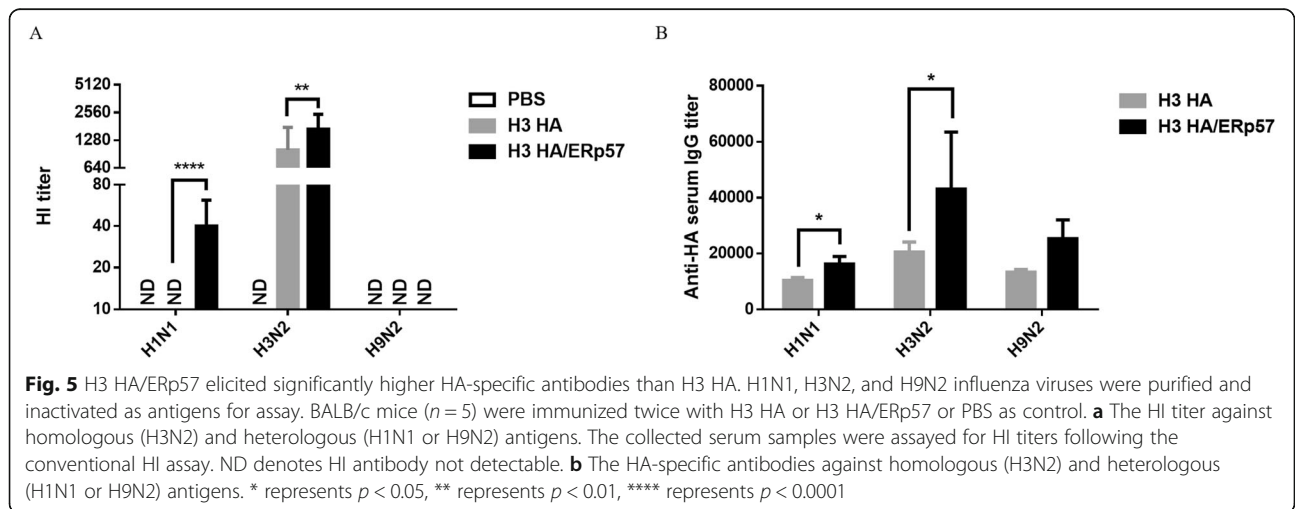 A
5120
2560
1280
640
80
40
20
10
HI titer
****
**
ND
ND
ND
ND
ND
ND
H1N1
H3N2
H9N2
PBS
H3 HA
H3 HA/ERp57
B
80000
60000
40000
20000
0
Anti-HA serum IgG titer
*
*
H1N1
H3N2
H9N2
H3 HA
H3 HA/ERp57
Fig. 5 H3 HA/ERp57 elicited significantly higher HA-specific antibodies than H3 HA. H1N1, H3N2, and H9N2 influenza viruses were purified and
inactivated as antigens for assay. BALB/c mice (n = 5) were immunized twice with H3 HA or H3 HA/ERp57 or PBS as control. a The HI titer against
homologous (H3N2) and heterologous (H1N1 or H9N2) antigens. The collected serum samples were assayed for HI titers following the
conventional HI assay. ND denotes HI antibody not detectable. b The HA-specific antibodies against homologous (H3N2) and heterologous
(H1N1 or H9N2) antigens. * represents p < 0.05, ** represents p < 0.01, **** represents p < 0.0001